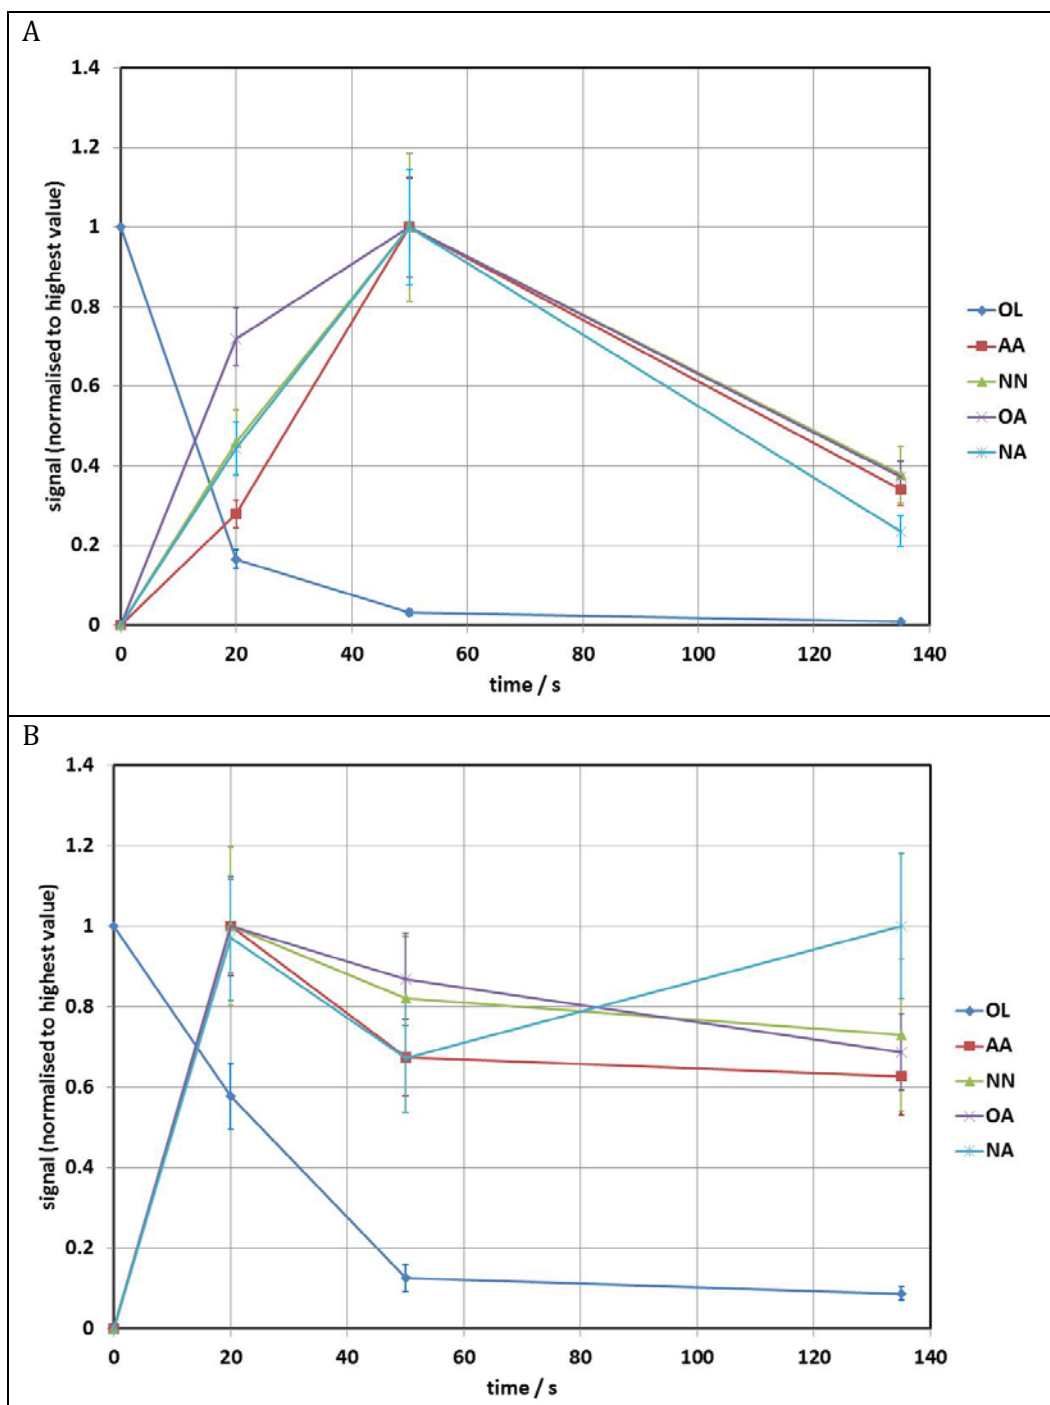 A
1.4
1.2
1
0.8
0.6
0.4
0.2
0
0 20 40 60 80 100 120 140
time / s
signal (normalised to highest value)
OL
AA
NN
OA
NA
B
1.4
1.2
1
0.8
0.6
0.4
0.2
0
0 20 40 60 80 100 120 140
time / s
signal (normalised to highest value)
OL
AA
NN
OA
NA